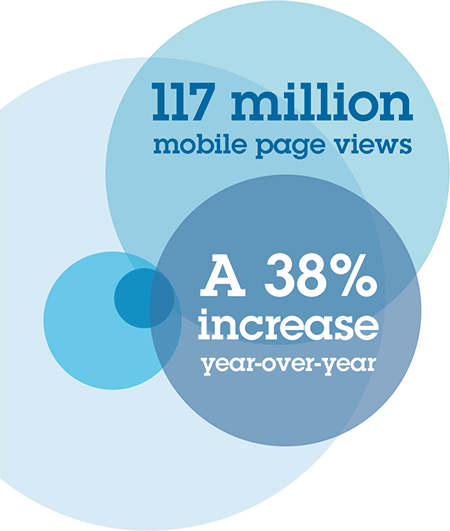 117 million
mobile page views
A 38%
increase
year-over-year